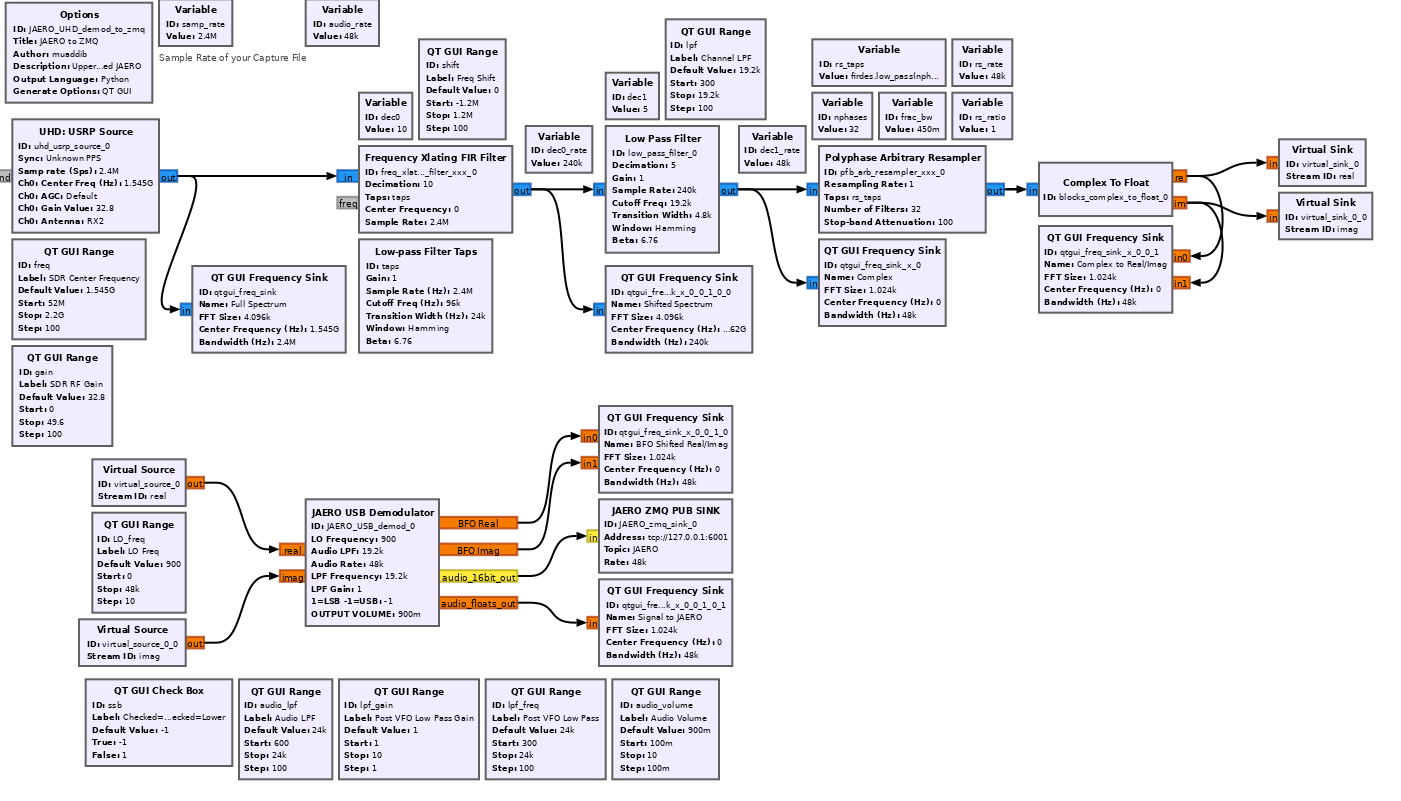 Options
ID: JAERO_UHD_demod_to_zmq
Title: JAERO to ZMQ
Author: muaddib
Description: Upper...ed JAERO
Output Language: Python
Generate Options: QT GUI
Variable
ID: samp_rate
Value: 2.4M
Sample Rate of your Capture File
Variable
ID: audio_rate
Value: 48k
Variable
ID: dec0
Value: 10
QT GUI Range
ID: shift
Label: Freq Shift
Default Value: 0
Start: -1.2M
Stop: 1.2M
Step: 100
Variable
ID: dec0_rate
Value: 240k
Variable
ID: dec1
Value: 5
QT GUI Range
ID: lpf
Label: Channel LPF
Default Value: 19.2k
Start: 300
Stop: 19.2k
Step: 100
Variable
ID: dec1_rate
Value: 48k
Variable
ID: rs_taps
Value: firdes.low_pass(nph...
Variable
ID: rs_rate
Value: 48k
Variable
ID: nphases
Value: 32
Variable
ID: frac_bw
Value: 450m
Variable
ID: rs_ratio
Value: 1
nd
UHD: USRP Source
ID: uhd_usrp_source_0
Sync: Unknown PPS
Samp rate (Sps): 2.4M
Ch0: Center Freq (Hz): 1.545G
Ch0: AGC: Default
Ch0: Gain Value: 32.8
Ch0: Antenna: RX2
out
QT GUI Range
ID: freq
Label: SDR Center Frequency
Default Value: 1.545G
Start: 52M
Stop: 2.2G
Step: 100
QT GUI Range
ID: gain
Label: SDR RF Gain
Default Value: 32.8
Start: 0
Stop: 49.6
Step: 100
in
QT GUI Frequency Sink
ID: qtgui_freq_sink
Name: Full Spectrum
FFT Size: 4.096k
Center Frequency (Hz): 1.545G
Bandwidth (Hz): 2.4M
in
freq
Frequency Xlating FIR Filter
ID: freq_xlat..._filter_xxx_0
Decimation: 10
Taps: taps
Center Frequency: 0
Sample Rate: 2.4M
out
Low-pass Filter Taps
ID: taps
Gain: 1
Sample Rate (Hz): 2.4M
Cutoff Freq (Hz): 96k
Transition Width (Hz): 24k
Window: Hamming
Beta: 6.76
in
Low Pass Filter
ID: low_pass_filter_0
Decimation: 5
Gain: 1
Sample Rate: 240k
Cutoff Freq: 19.2k
Transition Width: 4.8k
Window: Hamming
Beta: 6.76
out
in
QT GUI Frequency Sink
ID: qtgui_fre...k_x_0_0_1_0_0
Name: Shifted Spectrum
FFT Size: 4.096k
Center Frequency (Hz): ...62G
Bandwidth (Hz): 240k
in
Polyphase Arbitrary Resampler
ID: pfb_arb_resampler_xxx_0
Resampling Rate: 1
Taps: rs_taps
Number of Filters: 32
Stop-band Attenuation: 100
out
in
QT GUI Frequency Sink
ID: qtgui_freq_sink_x_0
Name: Complex
FFT Size: 1.024k
Center Frequency (Hz): 0
Bandwidth (Hz): 48k
in
Complex To Float
ID: blocks_complex_to_float_0
re
im
QT GUI Frequency Sink
ID: qtgui_freq_sink_x_0_0_1
Name: Complex to Real/Imag
FFT Size: 1.024k
Center Frequency (Hz): 0
Bandwidth (Hz): 48k
in0
in1
in
Virtual Sink
ID: virtual_sink_0
Stream ID: real
in
Virtual Sink
ID: virtual_sink_0_0
Stream ID: imag
Virtual Source
ID: virtual_source_0
Stream ID: real
out
QT GUI Range
ID: LO_freq
Label: LO Freq
Default Value: 900
Start: 0
Stop: 48k
Step: 10
Virtual Source
ID: virtual_source_0_0
Stream ID: imag
out
real
imag
JAERO USB Demodulator
ID: JAERO_USB_demod_0
LO Frequency: 900
Audio LPF: 19.2k
Audio Rate: 48k
LPF Frequency: 19.2k
LPF Gain: 1
1=LSB -1=USB: -1
OUTPUT VOLUME: 900m
BFO Real
BFO Imag
audio_16bit_out
audio_floats_out
in0
in1
QT GUI Frequency Sink
ID: qtgui_freq_sink_x_0_0_1_0
Name: BFO Shifted Real/Imag
FFT Size: 1.024k
Center Frequency (Hz): 0
Bandwidth (Hz): 48k
in
JAERO ZMQ PUB SINK
ID: JAERO_zmq_sink_0
Address: tcp://127.0.0.1:6001
Topic: JAERO
Rate: 48k
in
QT GUI Frequency Sink
ID: qtgui_fre...k_x_0_0_1_0_1
Name: Signal to JAERO
FFT Size: 1.024k
Center Frequency (Hz): 0
Bandwidth (Hz): 48k
QT GUI Check Box
ID: ssb
Label: Checked=...ecked=Lower
Default Value: -1
True: -1
False: 1
QT GUI Range
ID: audio_lpf
Label: Audio LPF
Default Value: 24k
Start: 600
Stop: 24k
Step: 100
QT GUI Range
ID: lpf_gain
Label: Post VFO Low Pass Gain
Default Value: 1
Start: 1
Stop: 10
Step: 1
QT GUI Range
ID: lpf_freq
Label: Post VFO Low Pass
Default Value: 24k
Start: 300
Stop: 24k
Step: 100
QT GUI Range
ID: audio_volume
Label: Audio Volume
Default Value: 900m
Start: 100m
Stop: 10
Step: 100m